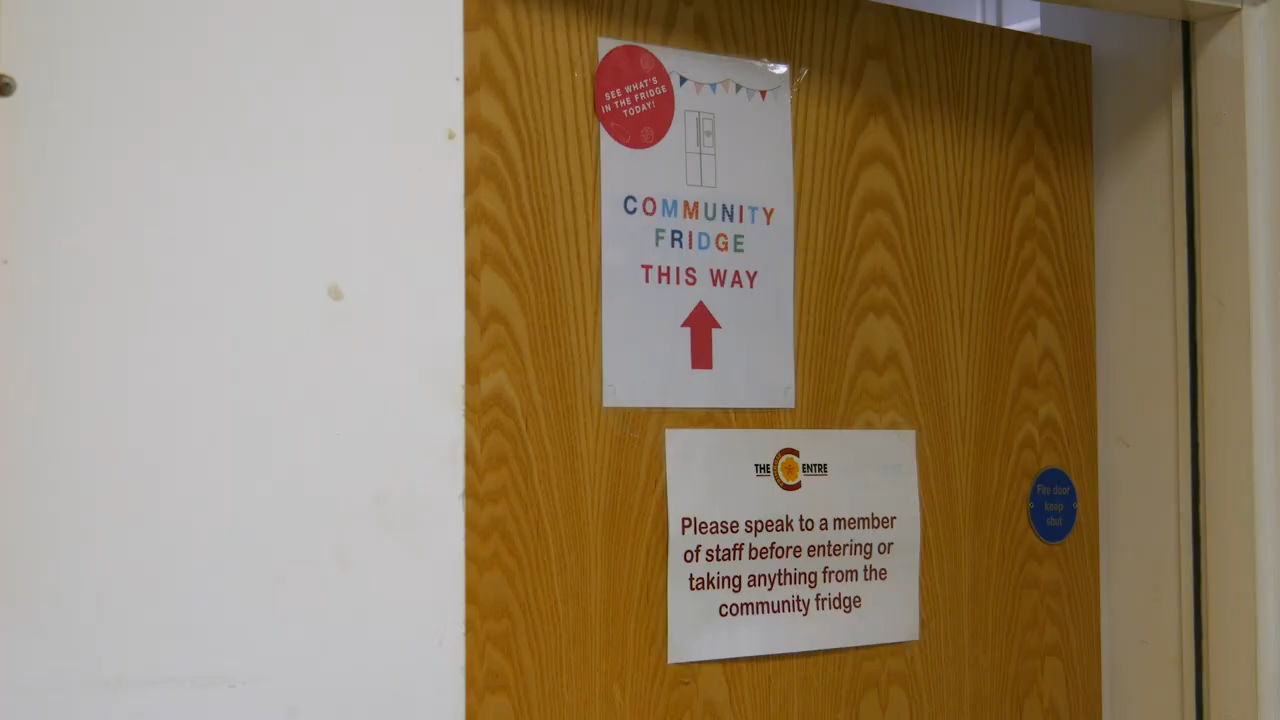 SEE WHAT'S
IN THE FRIDGE
TODAY!
COMMUNITY
FRIDGE
THIS WAY
THE CENTRE
Please speak to a member
of staff before entering or
taking anything from the
community fridge
Fire door
keep
shut